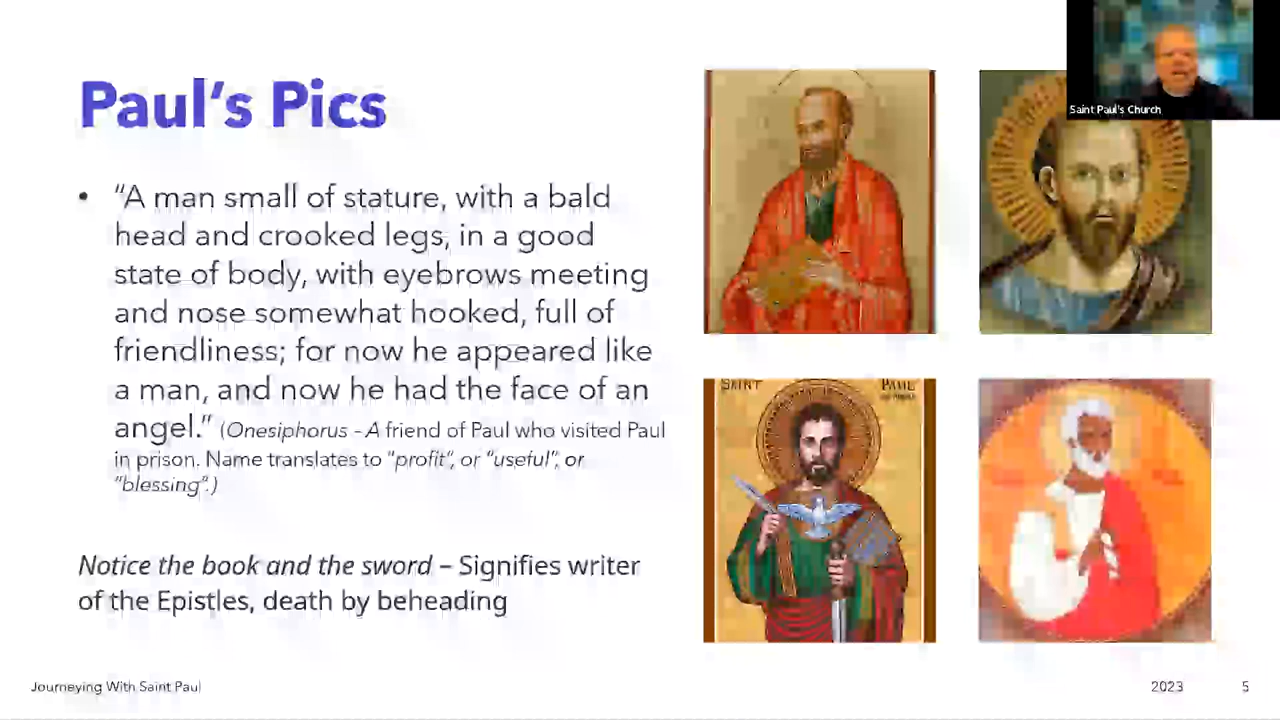 Saint Paul's Church
Paul's Pics
• "A man small of stature, with a bald
head and crooked legs, in a good
state of body, with eyebrows meeting
and nose somewhat hooked, full of
friendliness; for now he appeared like
a man, and now he had the face of an
angel." (Onesiphorus - A friend of Paul who visited Paul
in prison. Name translates to "profit", or "useful", or
"blessing".)
SAINT PAUL
Notice the book and the sword – Signifies writer
of the Epistles, death by beheading
Journeying With Saint Paul
2023
5